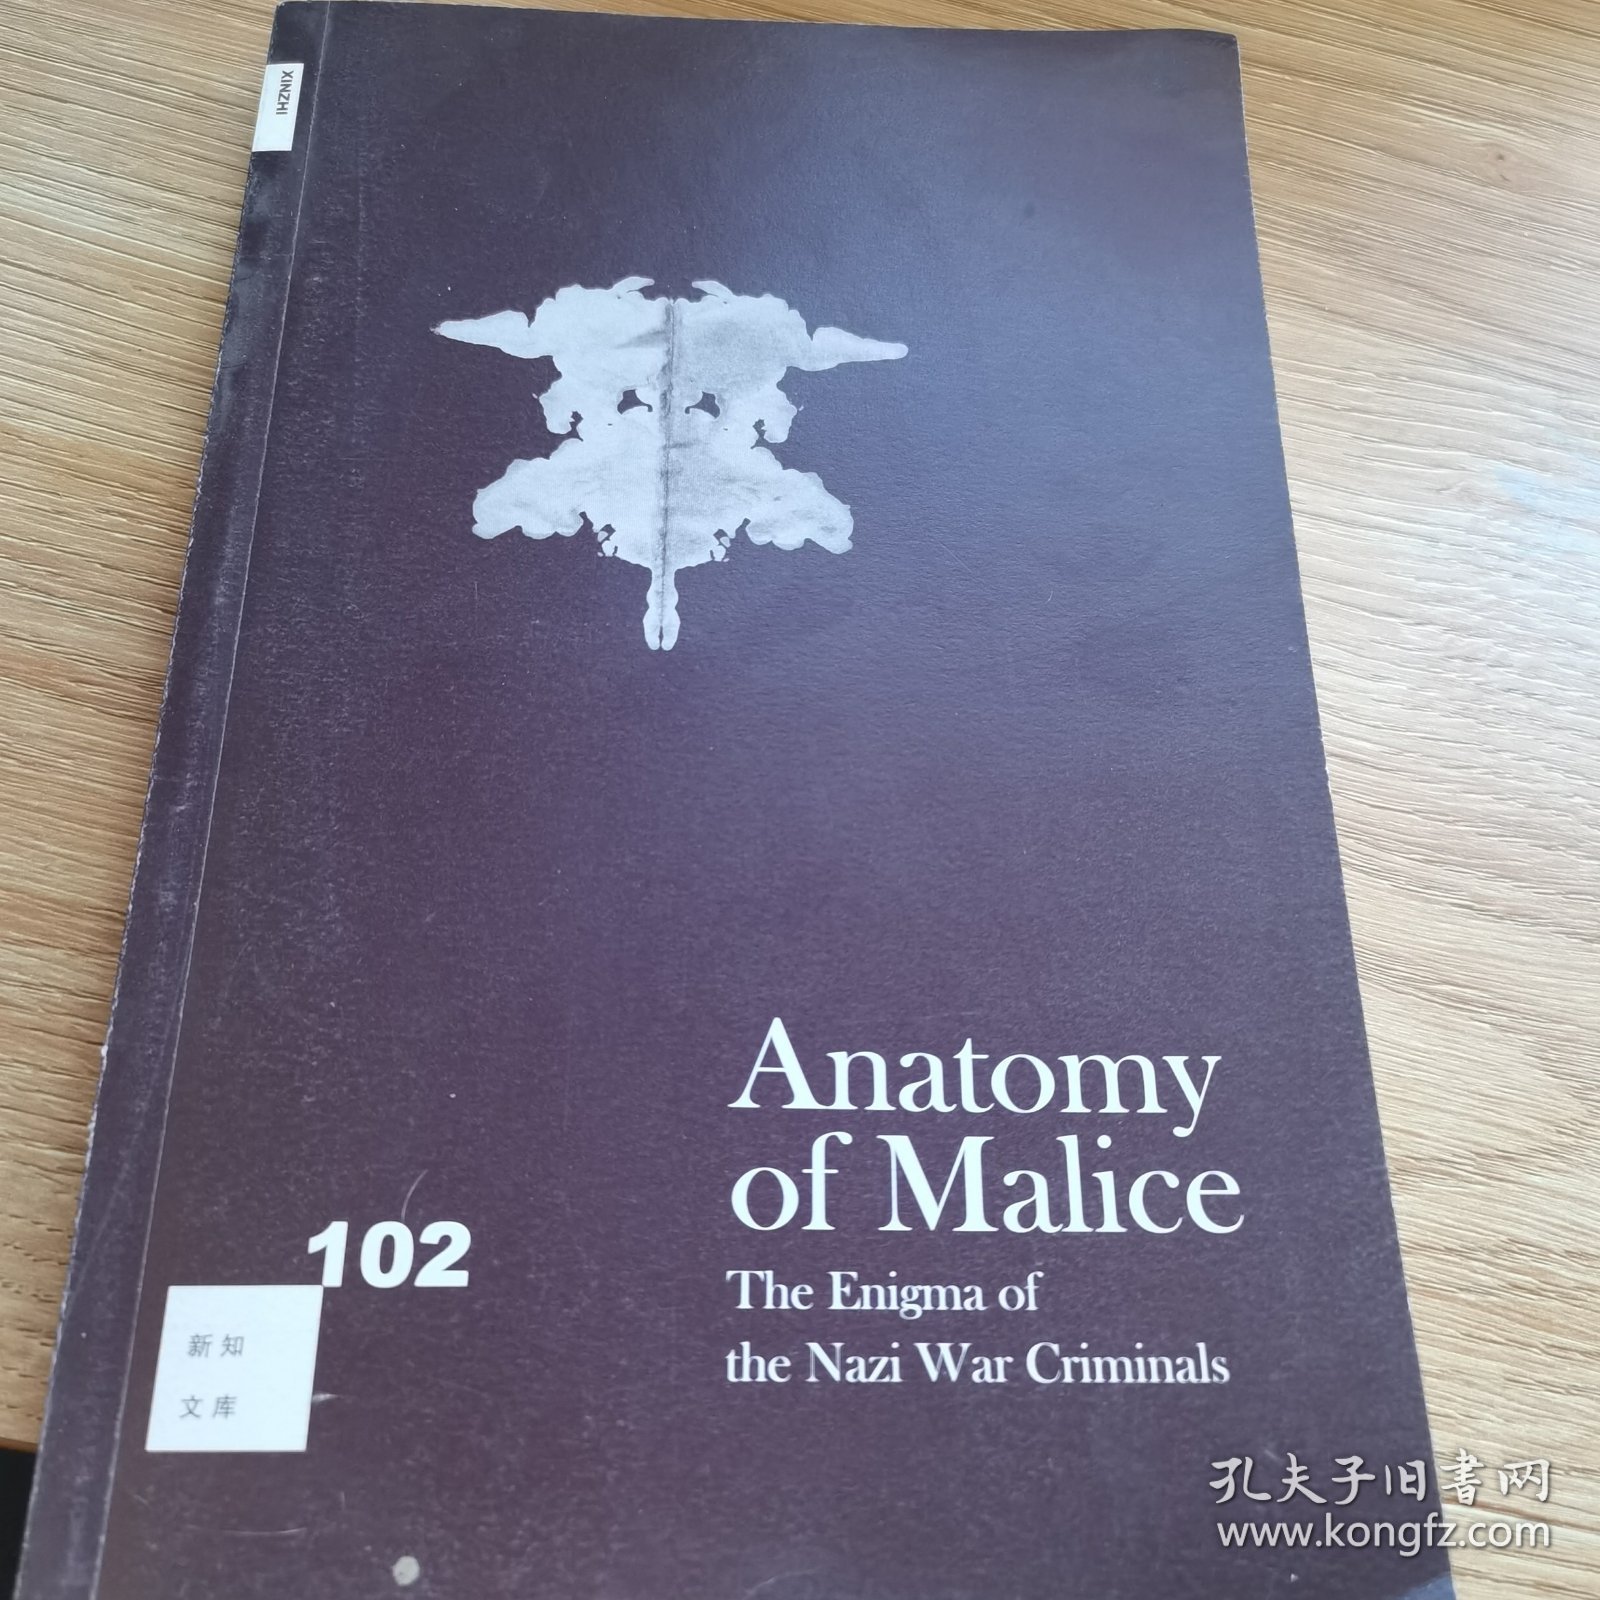 XINZHI
Anatomy
of Malice
The Enigma of
the Nazi War Criminals
102
新知
文库
孔夫子旧书网
www.kongfz.com